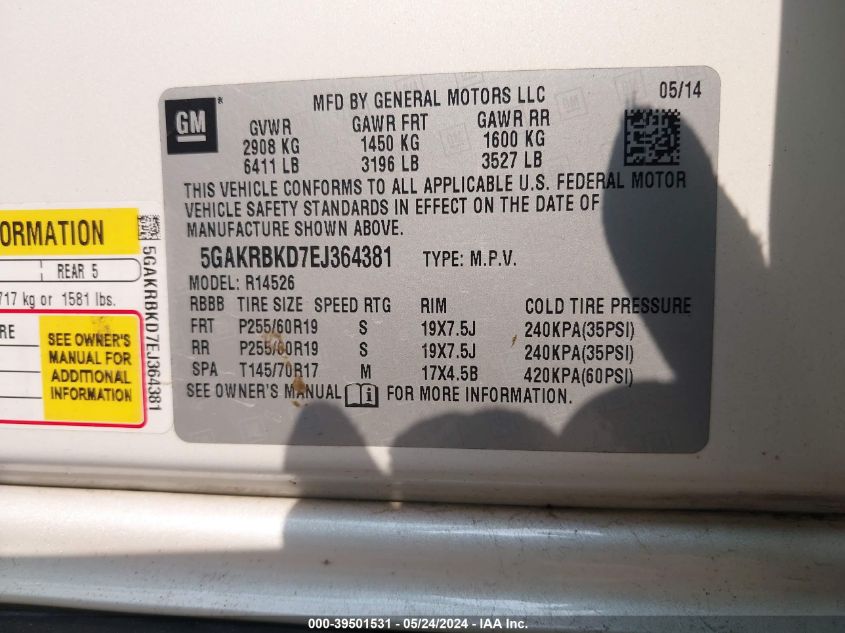 GM
MFD BY GENERAL MOTORS LLC
05/14
GVWR GAWR FRT GAWR RR
2908 KG 1450 KG 1600 KG
6411 LB 3196 LB 3527 LB
THIS VEHICLE CONFORMS TO ALL APPLICABLE U.S. FEDERAL MOTOR
VEHICLE SAFETY STANDARDS IN EFFECT ON THE DATE OF
MANUFACTURE SHOWN ABOVE.
5GAKRBKD7EJ364381 TYPE: M.P.V.
MODEL: R14526
RBBB TIRE SIZE SPEED RTG RIM COLD TIRE PRESSURE
FRT P255/60R19 S 19X7.5J 240KPA(35PSI)
RR P255/60R19 S 19X7.5J 240KPA(35PSI)
SPA T145/70R17 M 17X4.5B 420KPA(60PSI)
SEE OWNER'S MANUAL i FOR MORE INFORMATION.
ORMATION
REAR 5
717 kg or 1581 lbs.
RE
SEE OWNER'S
MANUAL FOR
ADDITIONAL
INFORMATION
5GAKRBKD7EJ364381
000-39501531 - 05/24/2024 - IAA Inc.